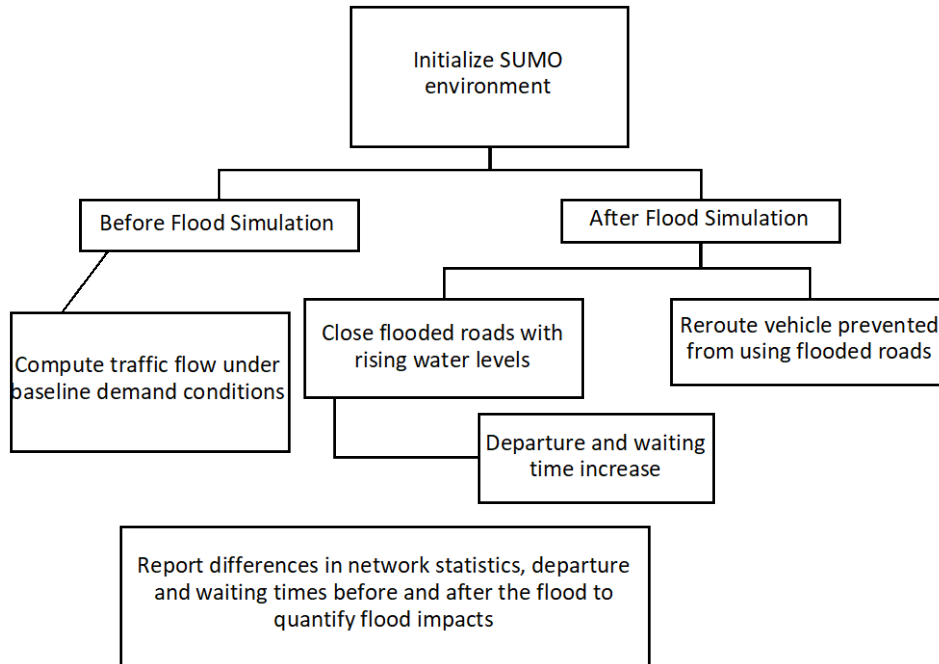 Initialize SUMO
environment
Before Flood Simulation
After Flood Simulation
Compute traffic flow under
baseline demand conditions
Close flooded roads with
rising water levels
Reroute vehicle prevented
from using flooded roads
Departure and waiting
time increase
Report differences in network statistics, departure
and waiting times before and after the flood to
quantify flood impacts